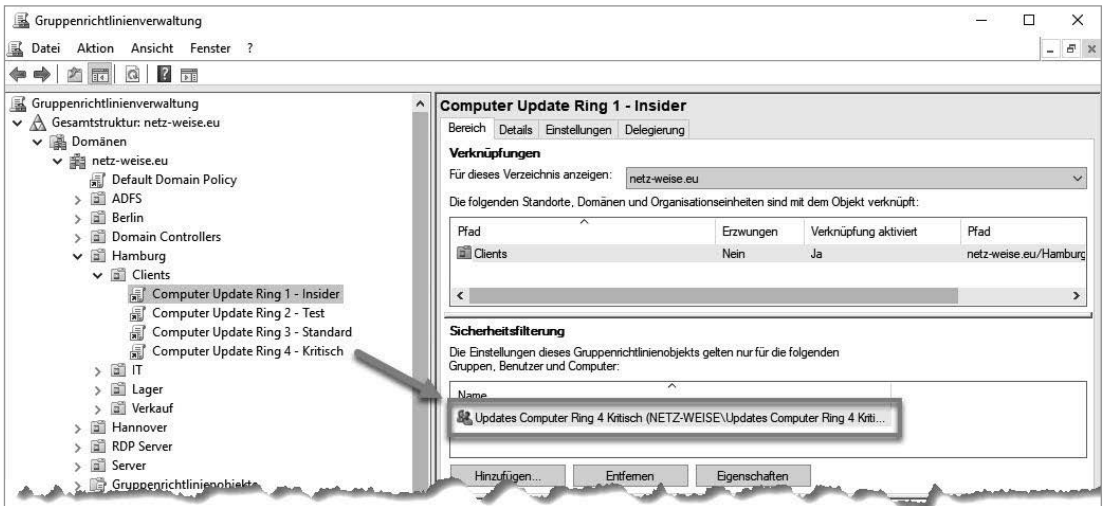 Gruppenrichtlinienverwaltung
Datei Aktion Ansicht Fenster ?
Gruppenrichtlinienverwaltung
Gesamtstruktur: netz-weise.eu
Domänen
netz-weise.eu
Default Domain Policy
ADFS
Berlin
Domain Controllers
Hamburg
Clients
Computer Update Ring 1 - Insider
Computer Update Ring 2 - Test
Computer Update Ring 3 - Standard
Computer Update Ring 4 - Kritisch
IT
Lager
Verkauf
Hannover
RDP Server
Server
Gruppenrichtlinienobjekte
Computer Update Ring 1 - Insider
Bereich Details Einstellungen Delegierung
Verknüpfungen
Für dieses Verzeichnis anzeigen: netz-weise.eu
Die folgenden Standorte, Domänen und Organisationseinheiten sind mit dem Objekt verknüpft:
Pfad Erzwungen Verknüpfung aktiviert Pfad
Clients Nein Ja netz-weise.eu/Hamburg
Sicherheitsfilterung
Die Einstellungen dieses Gruppenrichtlinienobjekts gelten nur für die folgenden
Gruppen, Benutzer und Computer:
Name
Updates Computer Ring 4 Kritisch (NETZ-WEISE\Updates Computer Ring 4 Kriti...
Hinzufügen... Entfernen Eigenschaften